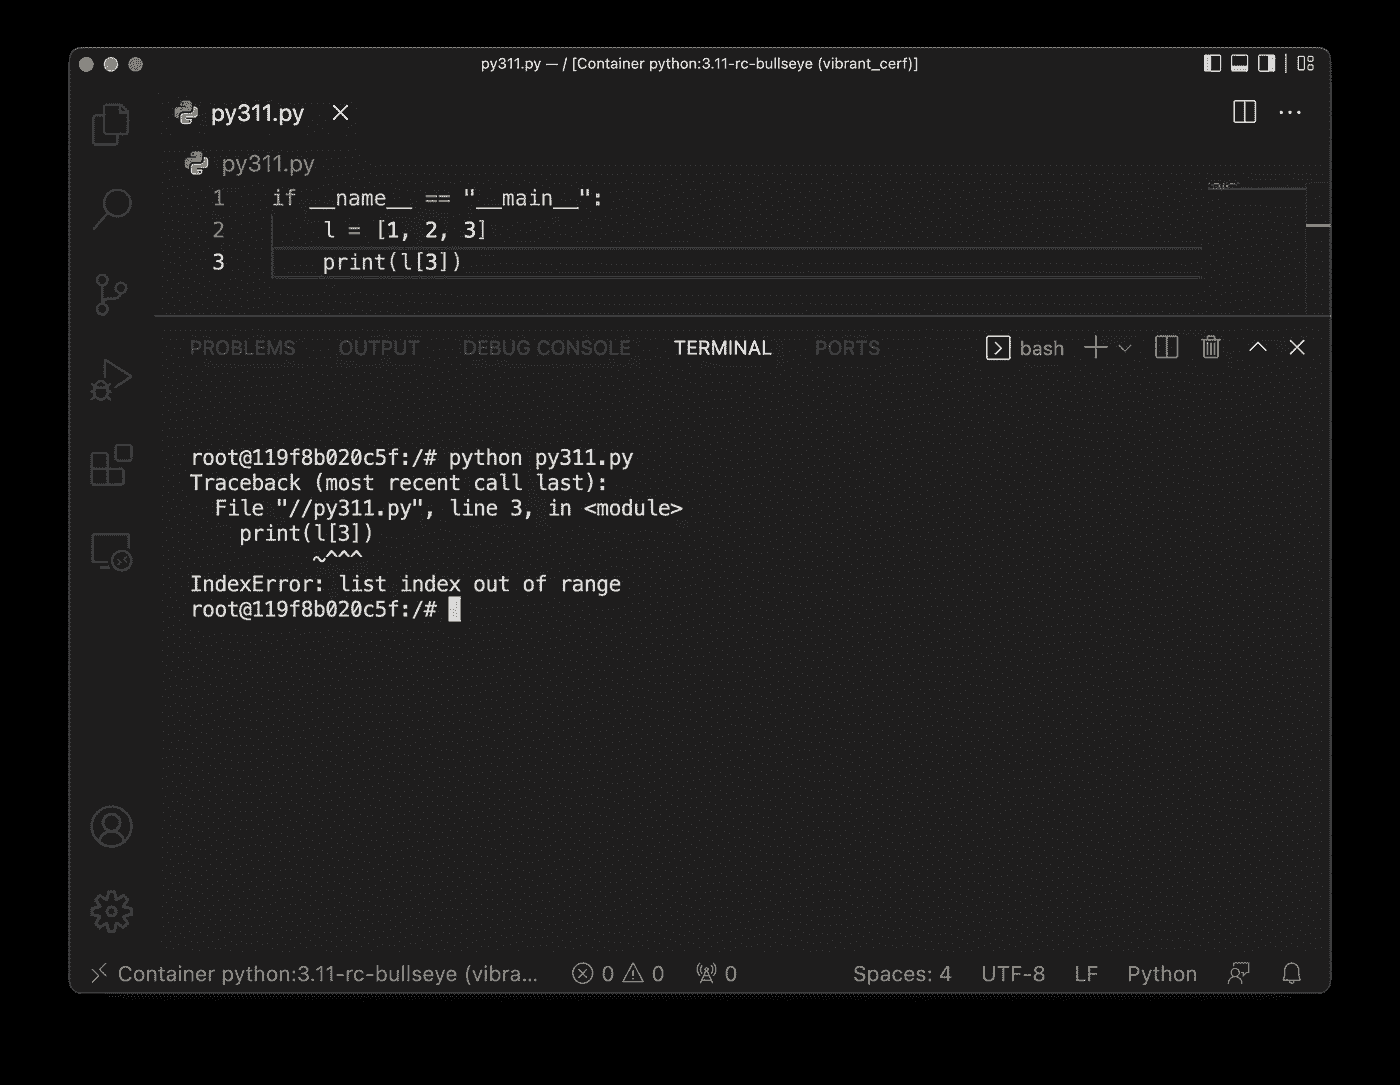 py311.py — / [Container python:3.11-rc-bullseye (vibrant_cerf)]
py311.py
py311.py
1 if __name__ == "__main__":
2     l = [1, 2, 3]
3     print(l[3])
PROBLEMS OUTPUT DEBUG CONSOLE TERMINAL PORTS bash
root@119f8b020c5f:/# python py311.py
Traceback (most recent call last):
  File "//py311.py", line 3, in <module>
    print(l[3])
          ~^^^
IndexError: list index out of range
root@119f8b020c5f:/#
Container python:3.11-rc-bullseye (vibra... 0 0 0 Spaces: 4 UTF-8 LF Python